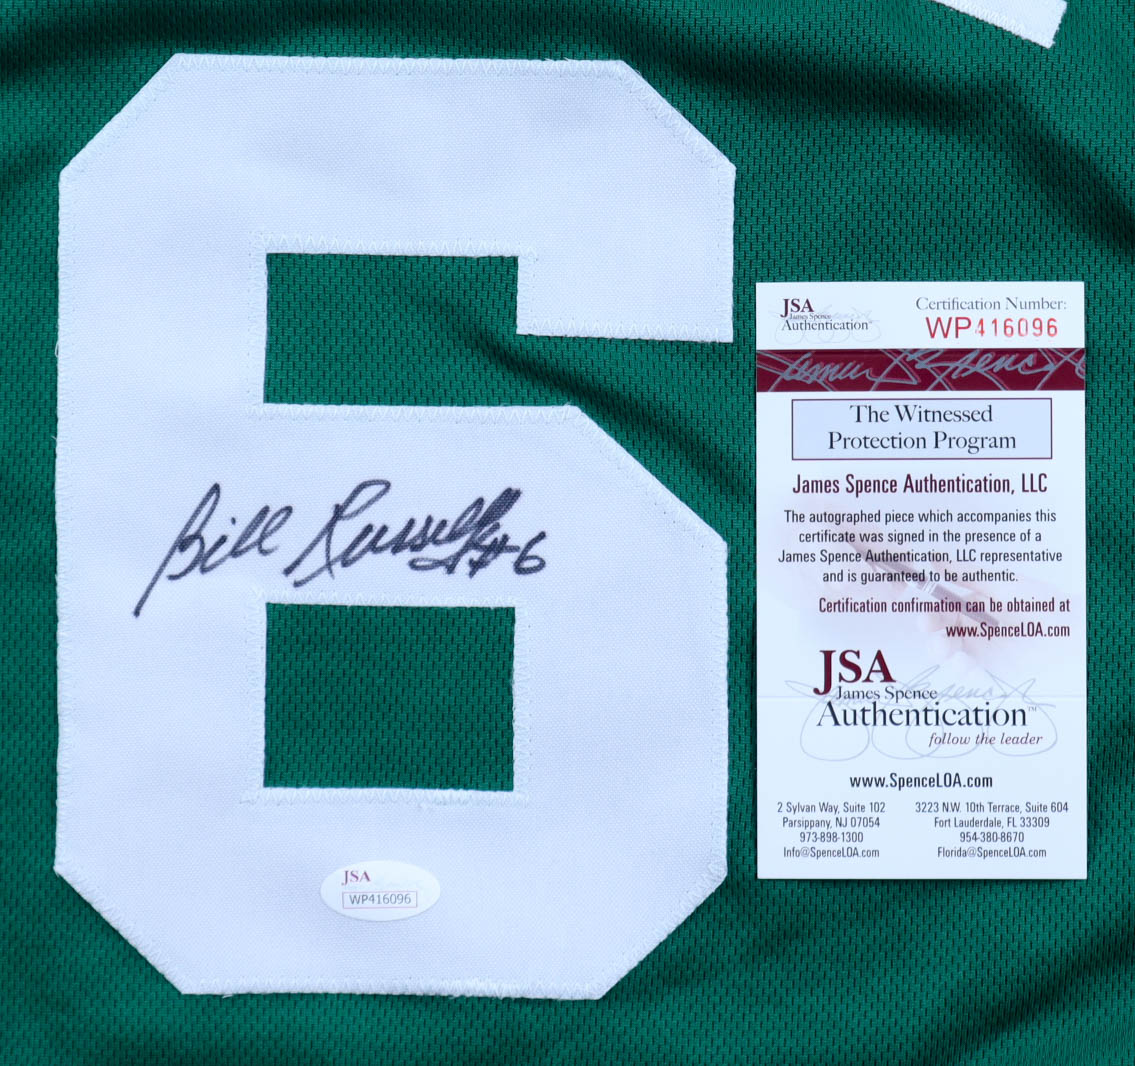 6
Bill Russell #6
JSA
WP416096
JSA
James Spence
Authentication
Certification Number:
WP416096
James Spence
The Witnessed
Protection Program
James Spence Authentication, LLC
The autographed piece which accompanies this
certificate was signed in the presence of a
James Spence Authentication, LLC representative
and is guaranteed to be authentic.
Certification confirmation can be obtained at
www.SpenceLOA.com
JSA
James Spence
Authentication™
follow the leader
www.SpenceLOA.com
2 Sylvan Way, Suite 102
Parsippany, NJ 07054
973-898-1300
Info@SpenceLOA.com
3223 N.W. 10th Terrace, Suite 604
Fort Lauderdale, FL 33309
954-380-8670
Florida@SpenceLOA.com